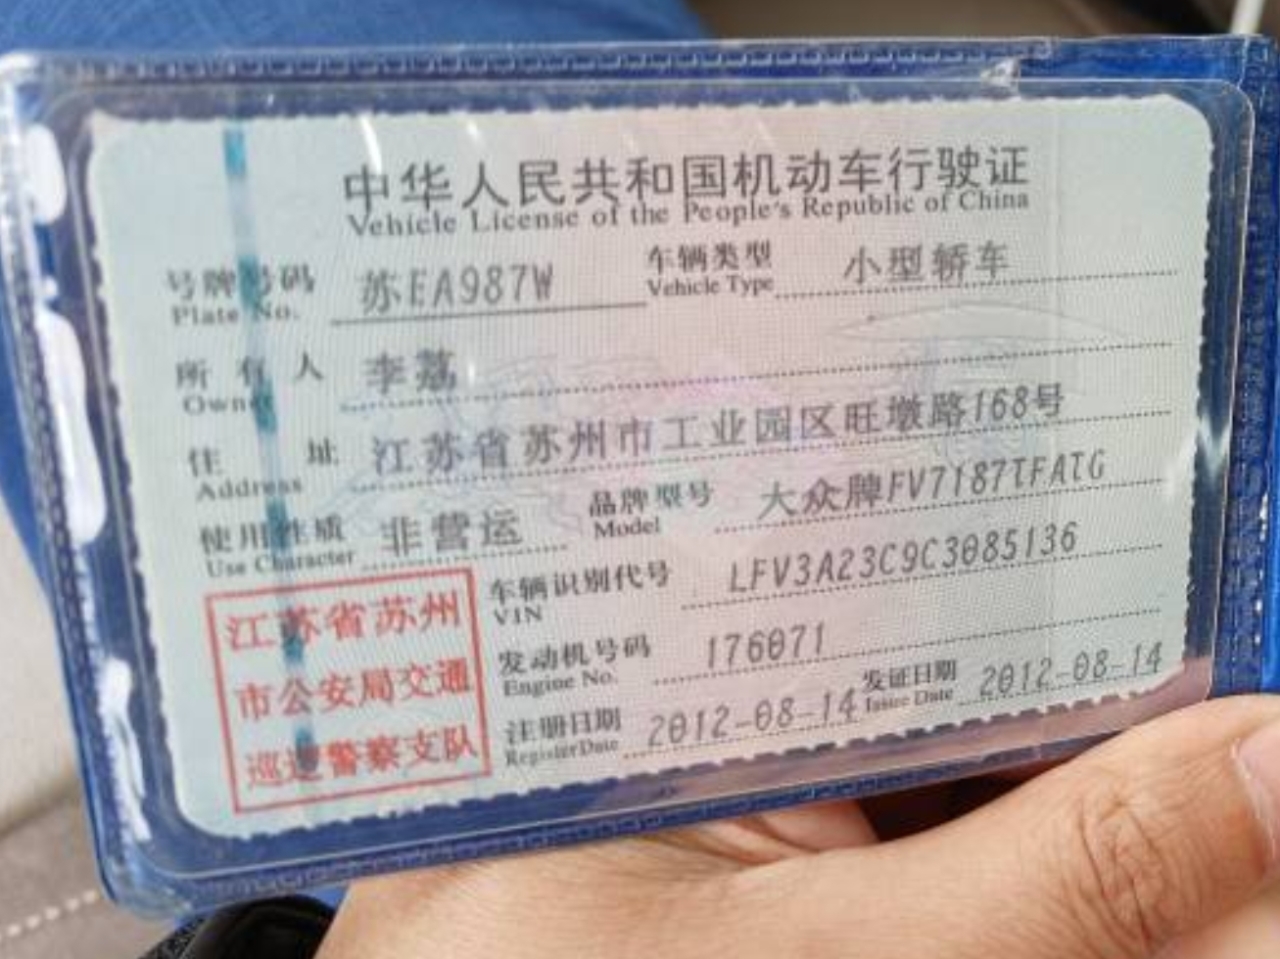 中华人民共和国机动车行驶证
Vehicle License of the People's Republic of China
号牌号码 苏EA987W 车辆类型 小型轿车
Plate No. Vehicle Type
所有人 李荔
Owner
住址 江苏省苏州市工业园区旺墩路168号
Address
使用性质 非营运 品牌型号 大众牌FV7187TFATG
Use Character Model
车辆识别代号 LFV3A23C9C3085136
VIN
发动机号码 176071
Engine No.
注册日期 2012-08-14 发证日期 2012-08-14
Register Date Issue Date
江苏省苏州
市公安局交通
巡逻警察支队